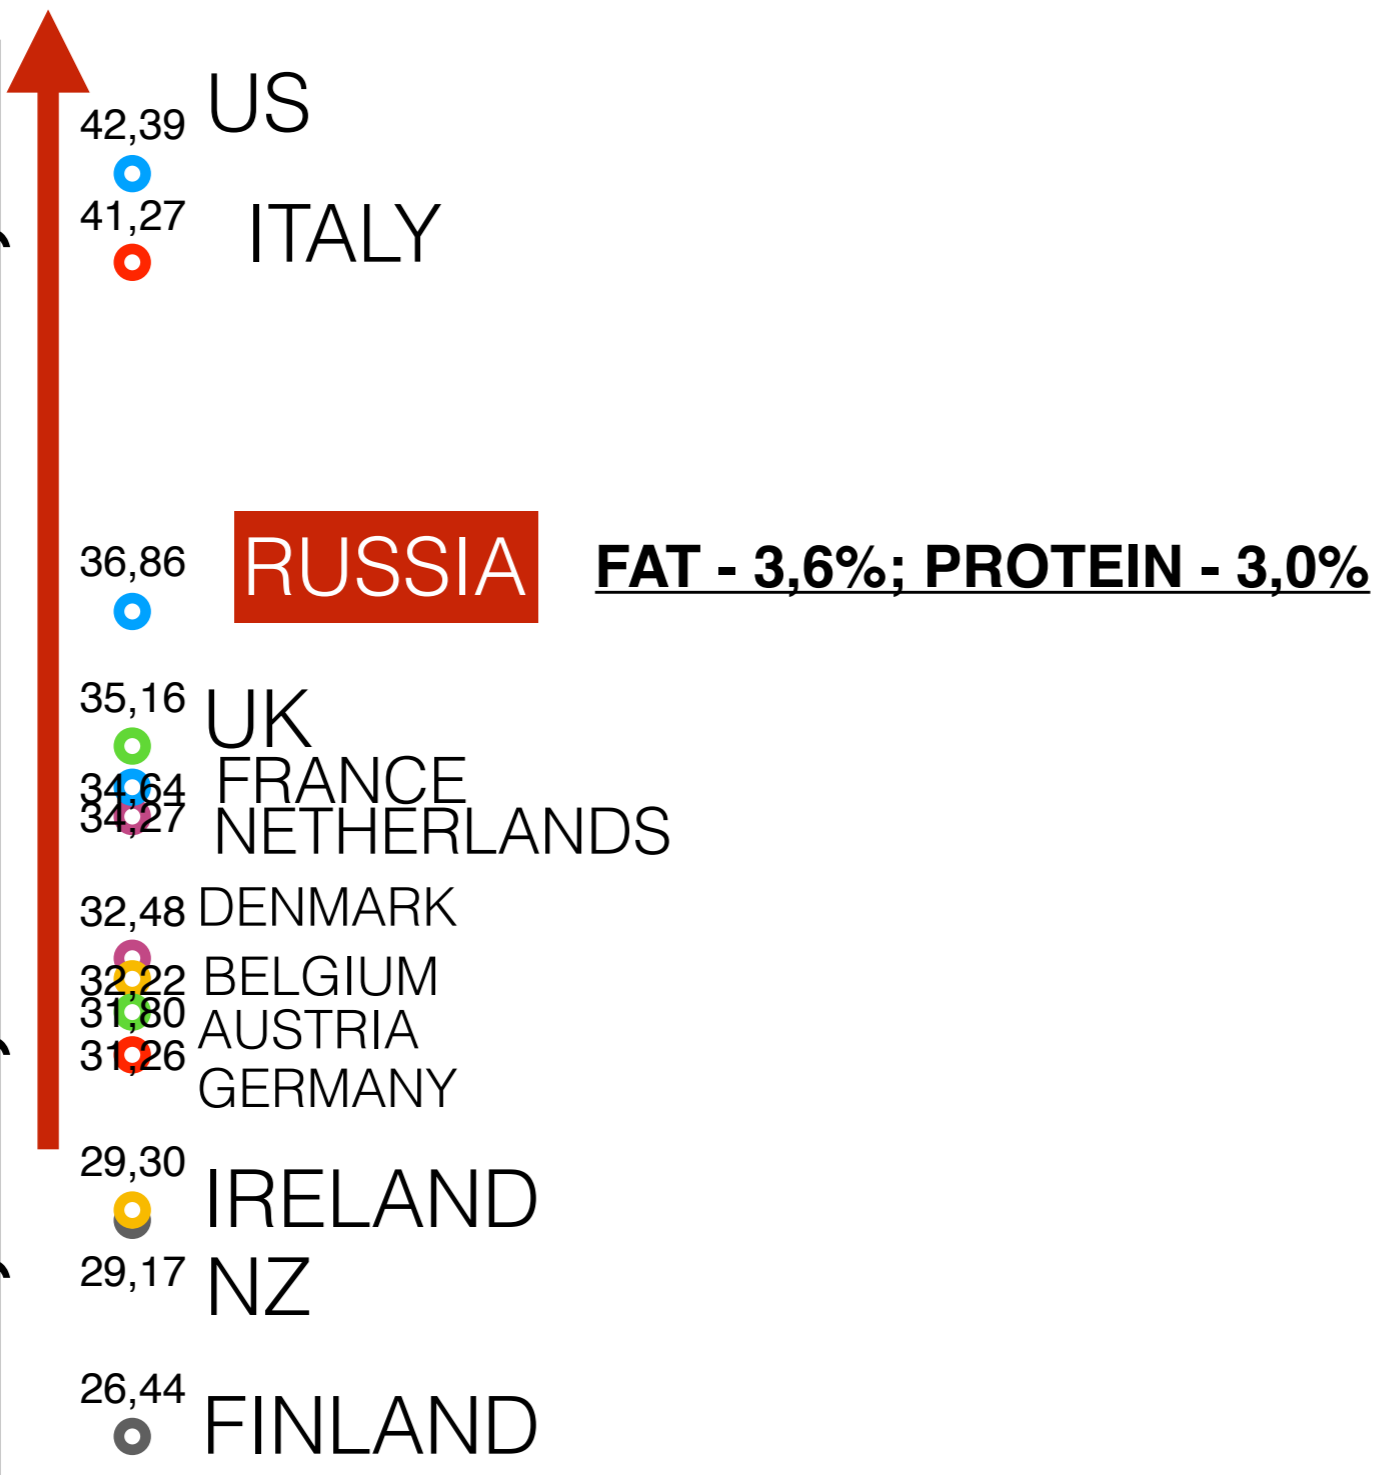 42,39 US
41,27 ITALY
36,86 RUSSIA FAT - 3,6%; PROTEIN - 3,0%
35,16 UK
34,64 FRANCE
34,27 NETHERLANDS
32,48 DENMARK
32,22 BELGIUM
31,80 AUSTRIA
31,26 GERMANY
29,30 IRELAND
29,17 NZ
26,44 FINLAND